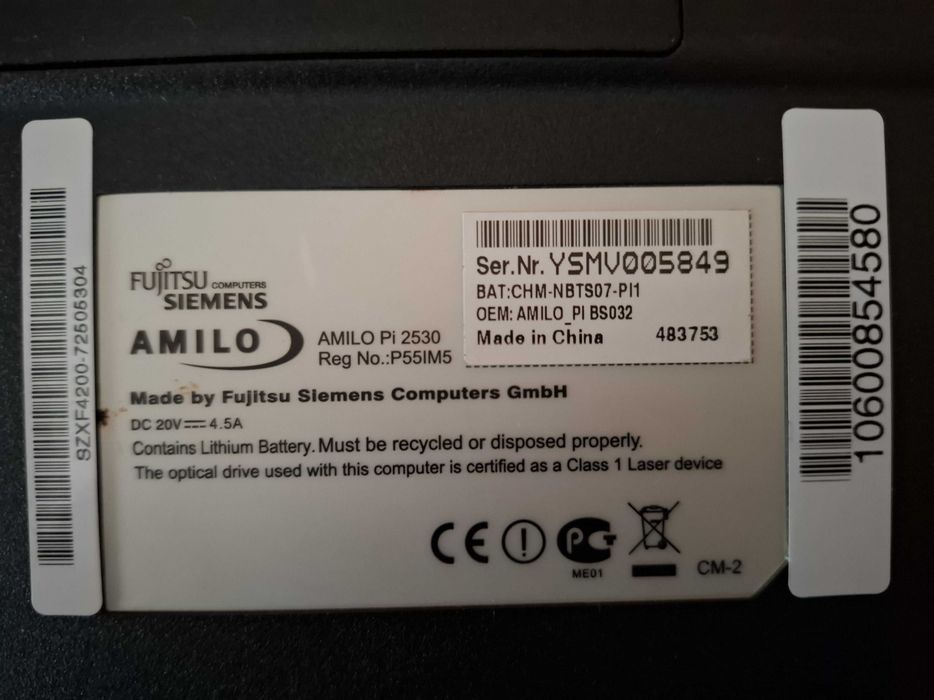 SZXF4200-72505304
FUJITSU COMPUTERS
SIEMENS
AMILO
AMILO Pi 2530
Reg No.:P55IM5
Ser.Nr. YSMV005849
BAT:CHM-NBTS07-PI1
OEM: AMILO_PI BS032
Made in China 483753
Made by Fujitsu Siemens Computers GmbH
DC 20V⎓4.5A
Contains Lithium Battery. Must be recycled or disposed properly.
The optical drive used with this computer is certified as a Class 1 Laser device
CE
PCT
ME01
CM-2
10600854580